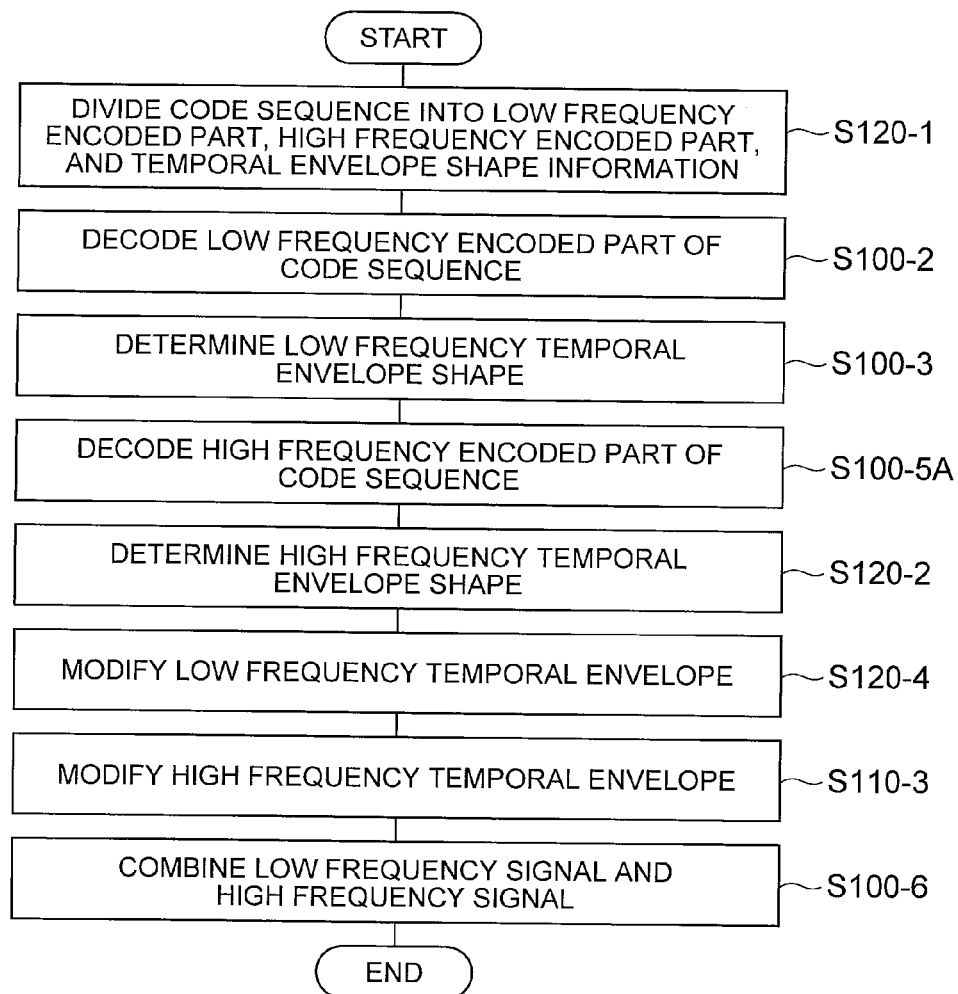 START
DIVIDE CODE SEQUENCE INTO LOW FREQUENCY
ENCODED PART, HIGH FREQUENCY ENCODED PART,
AND TEMPORAL ENVELOPE SHAPE INFORMATION
S120-1
DECODE LOW FREQUENCY ENCODED PART OF
CODE SEQUENCE
S100-2
DETERMINE LOW FREQUENCY TEMPORAL
ENVELOPE SHAPE
S100-3
DECODE HIGH FREQUENCY ENCODED PART OF
CODE SEQUENCE
S100-5A
DETERMINE HIGH FREQUENCY TEMPORAL
ENVELOPE SHAPE
S120-2
MODIFY LOW FREQUENCY TEMPORAL ENVELOPE
S120-4
MODIFY HIGH FREQUENCY TEMPORAL ENVELOPE
S110-3
COMBINE LOW FREQUENCY SIGNAL AND
HIGH FREQUENCY SIGNAL
S100-6
END